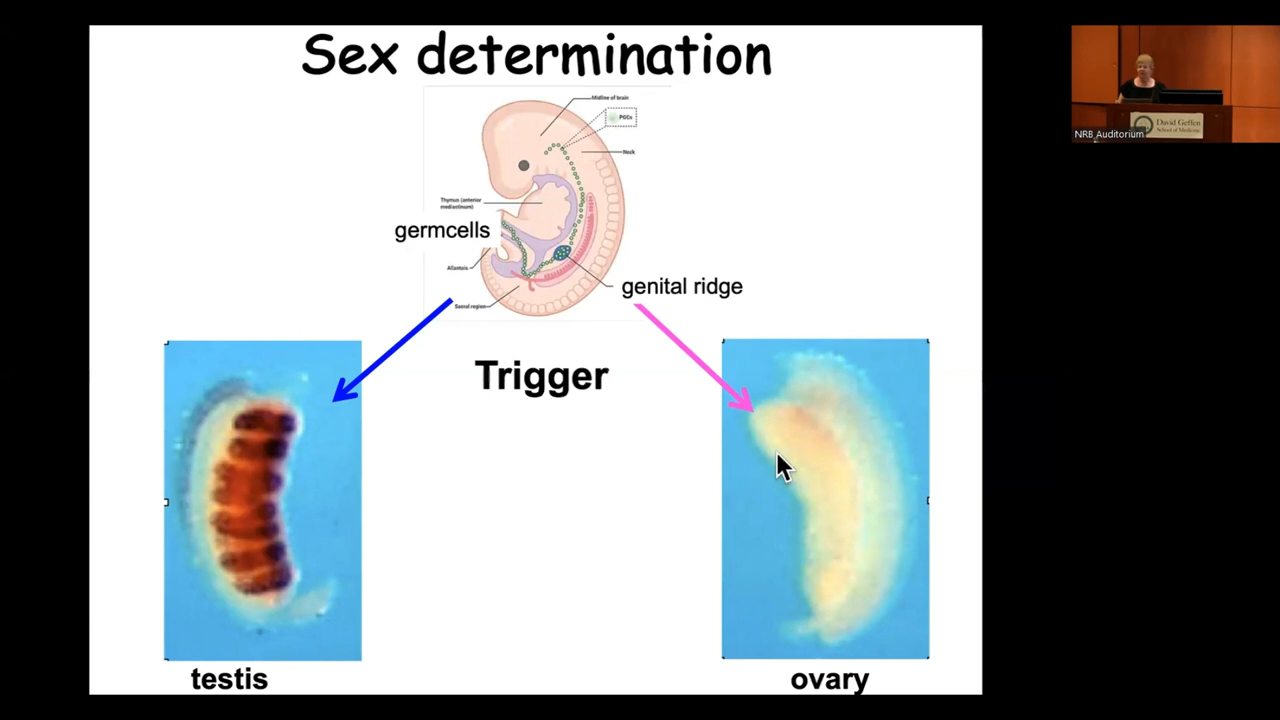 Sex determination
Midline of brain
PGCs
Neck
Thymus (anterior
mediastinum)
germcells
Allantois
genital ridge
Sacral region
Trigger
testis
ovary
David Geffen
School of Medicine
NRB Auditorium